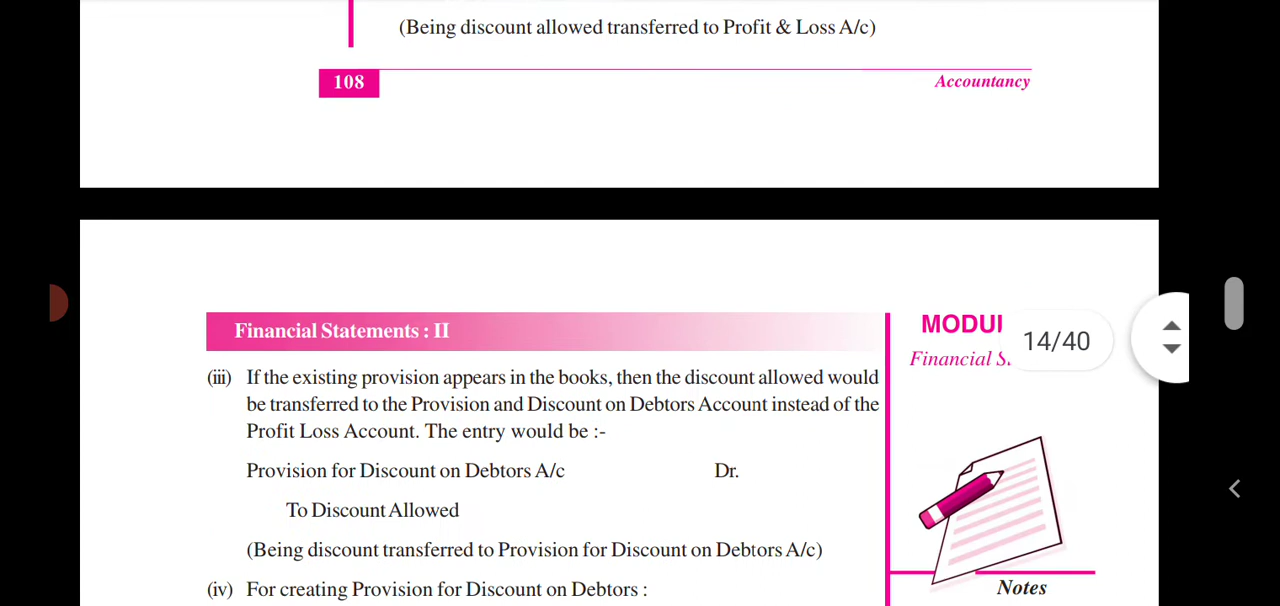 (Being discount allowed transferred to Profit & Loss A/c)
108
Accountancy
Financial Statements : II
MODU
14/40
Financial S
(iii) If the existing provision appears in the books, then the discount allowed would
be transferred to the Provision and Discount on Debtors Account instead of the
Profit Loss Account. The entry would be :-
Provision for Discount on Debtors A/c Dr.
To Discount Allowed
(Being discount transferred to Provision for Discount on Debtors A/c)
(iv) For creating Provision for Discount on Debtors :
Notes